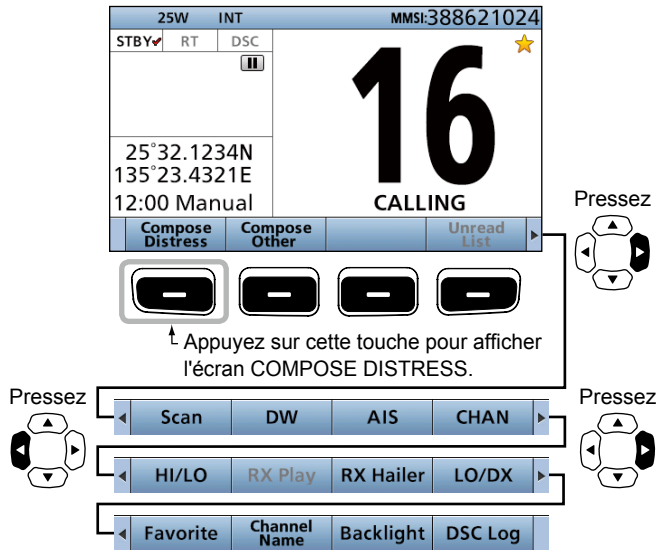 25W INT MMSI:388621024
STBY RT DSC
16
25°32.1234N
135°23.4321E
12:00 Manual
CALLING
Compose Distress Compose Other Unread List
Pressez
Appuyez sur cette touche pour afficher
l'écran COMPOSE DISTRESS.
Pressez
Pressez
Scan DW AIS CHAN
HI/LO RX Play RX Hailer LO/DX
Favorite Channel Name Backlight DSC Log